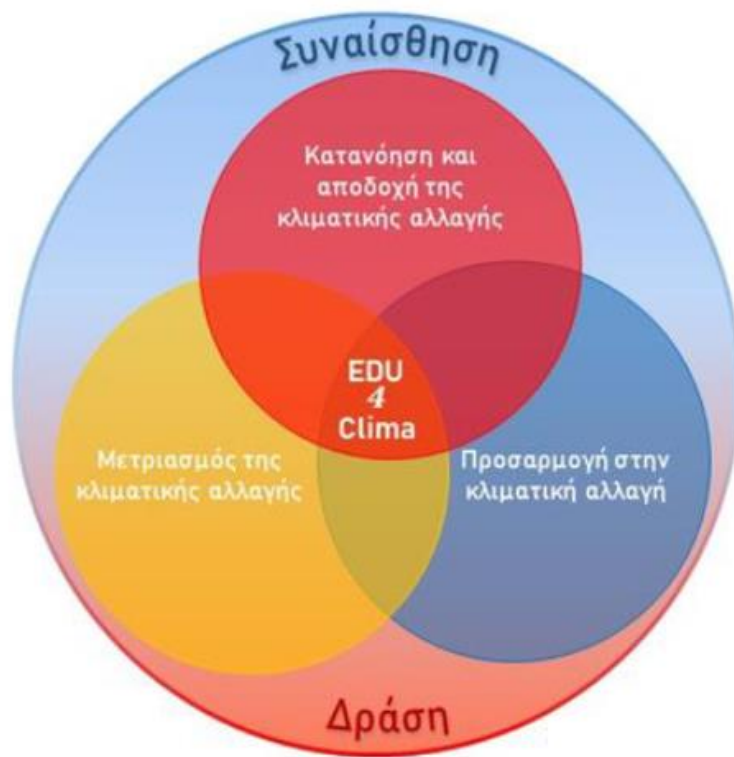 Συναίσθηση
Κατανόηση και
αποδοχή της
κλιματικής αλλαγής
EDU
4
Clima
Μετριασμός της
κλιματικής αλλαγής
Προσαρμογή στην
κλιματική αλλαγή
Δράση